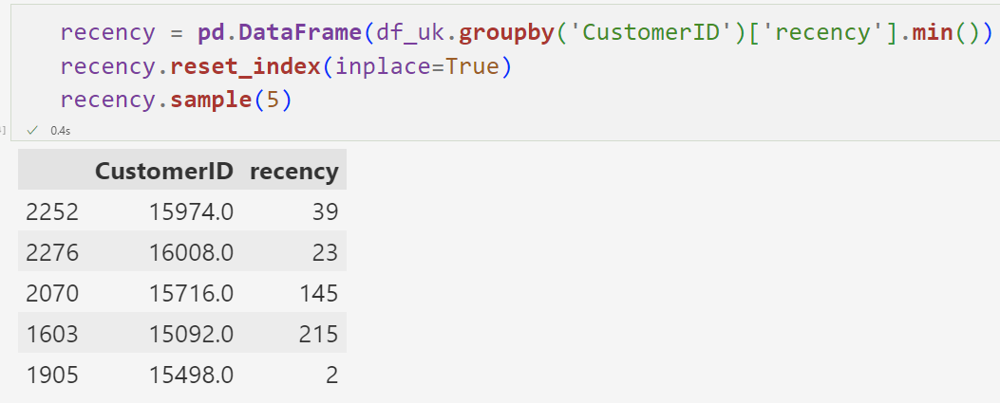 recency = pd.DataFrame(df_uk.groupby('CustomerID')['recency'].min())
recency.reset_index(inplace=True)
recency.sample(5)
]
✓ 0.4s
CustomerID recency
2252 15974.0 39
2276 16008.0 23
2070 15716.0 145
1603 15092.0 215
1905 15498.0 2